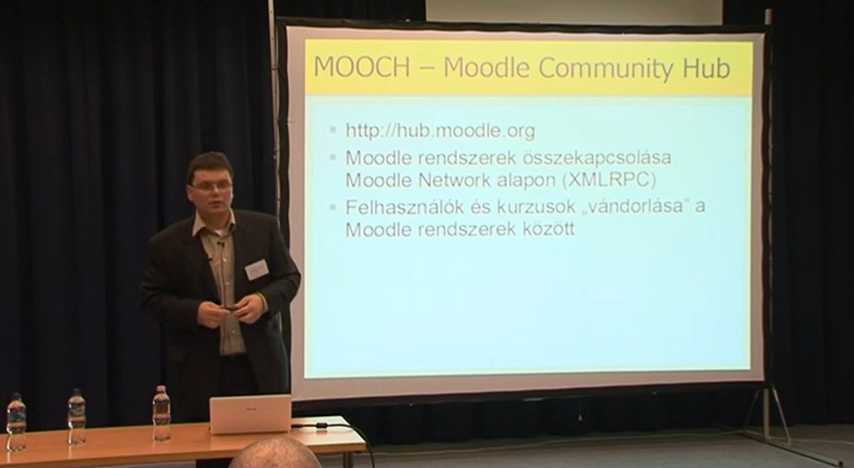 MOOCH – Moodle Community Hub
http://hub.moodle.org
Moodle rendszerek összekapcsolása
Moodle Network alapon (XMLRPC)
Felhasználók és kurzusok „vándorlása” a
Moodle rendszerek között